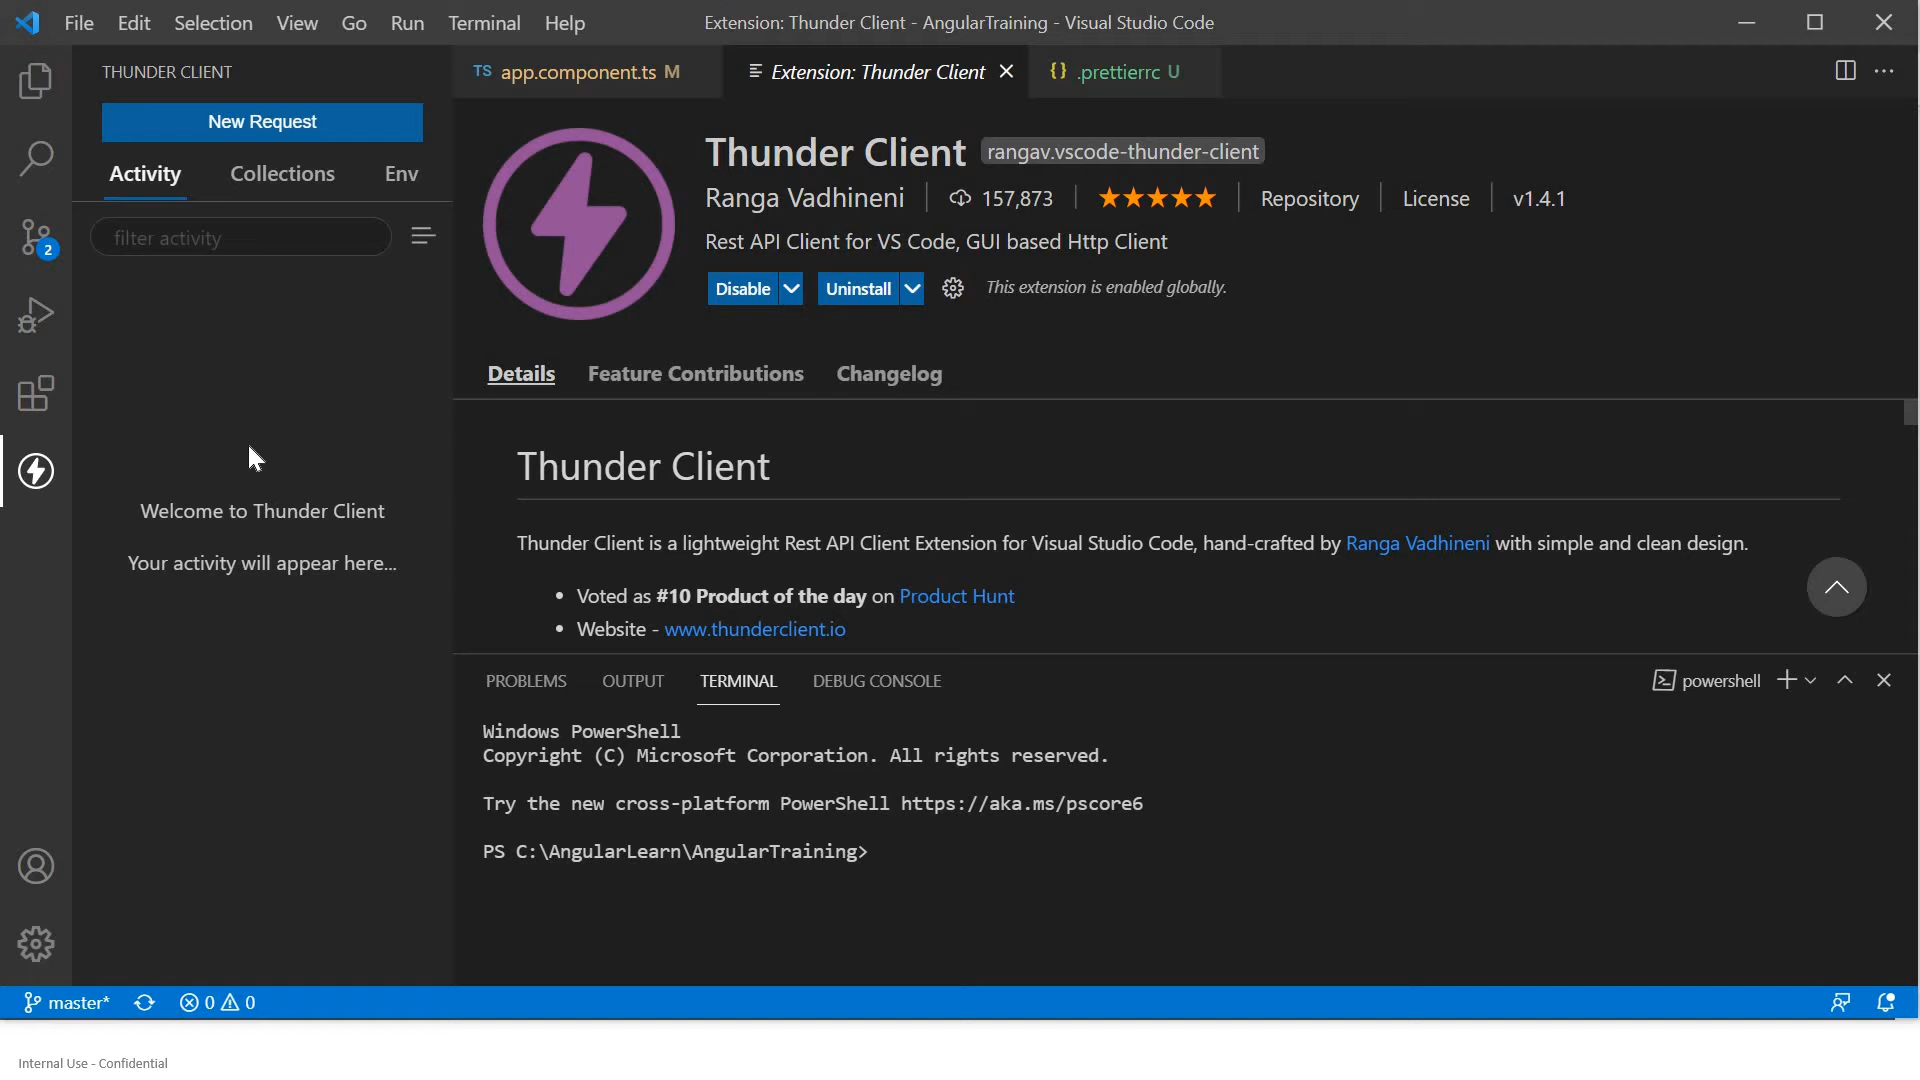 File Edit Selection View Go Run Terminal Help Extension: Thunder Client - AngularTraining - Visual Studio Code
THUNDER CLIENT
TS app.component.ts M Extension: Thunder Client {} .prettierrc U
New Request
Activity Collections Env
filter activity
2
Welcome to Thunder Client
Your activity will appear here...
Thunder Client rangav.vscode-thunder-client
Ranga Vadhineni 157,873 Repository License v1.4.1
Rest API Client for VS Code, GUI based Http Client
Disable Uninstall This extension is enabled globally.
Details Feature Contributions Changelog
Thunder Client
Thunder Client is a lightweight Rest API Client Extension for Visual Studio Code, hand-crafted by Ranga Vadhineni with simple and clean design.
• Voted as #10 Product of the day on Product Hunt
• Website - www.thunderclient.io
PROBLEMS OUTPUT TERMINAL DEBUG CONSOLE powershell
Windows PowerShell
Copyright (C) Microsoft Corporation. All rights reserved.
Try the new cross-platform PowerShell https://aka.ms/pscore6
PS C:\AngularLearn\AngularTraining>
master* 0 0
Internal Use - Confidential